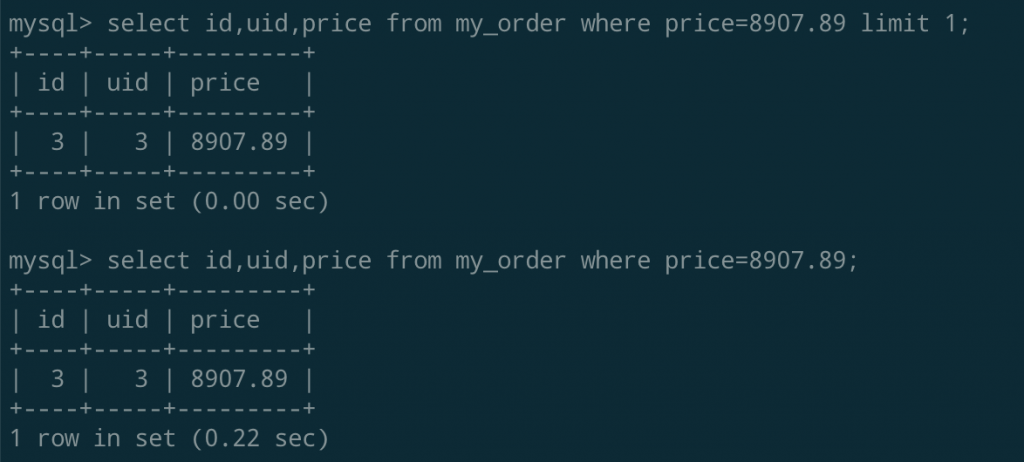 mysql> select id,uid,price from my_order where price=8907.89 limit 1;
+----+-----+---------+
| id | uid | price   |
+----+-----+---------+
|  3 |   3 | 8907.89 |
+----+-----+---------+
1 row in set (0.00 sec)

mysql> select id,uid,price from my_order where price=8907.89;
+----+-----+---------+
| id | uid | price   |
+----+-----+---------+
|  3 |   3 | 8907.89 |
+----+-----+---------+
1 row in set (0.22 sec)